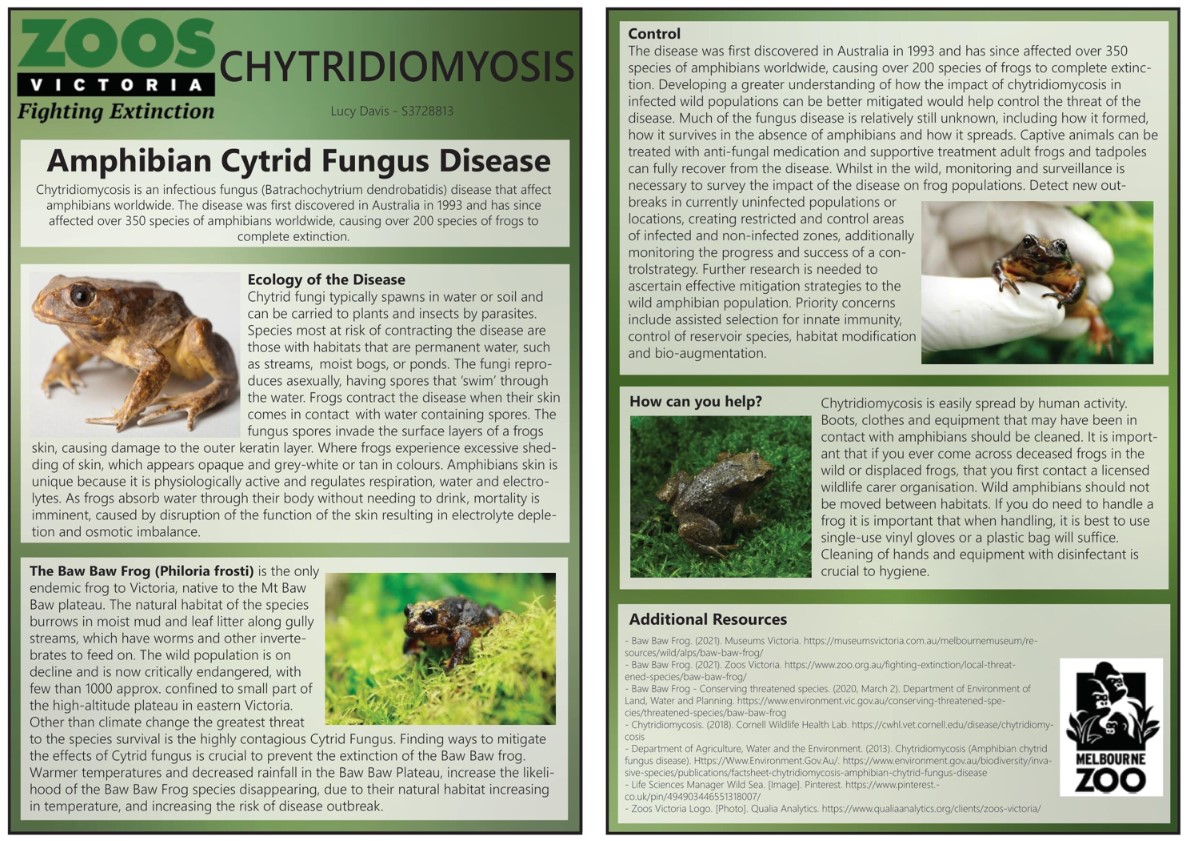 ZOOS
VICTORIA
Fighting Extinction
CHYTRIDIOMYOSIS
Lucy Davis - S3728813
Amphibian Cytrid Fungus Disease
Chytridiomycosis is an infectious fungus (Batrachochytrium dendrobatidis) disease that affect
amphibians worldwide. The disease was first discovered in Australia in 1993 and has since
affected over 350 species of amphibians worldwide, causing over 200 species of frogs to
complete extinction.
Ecology of the Disease
Chytrid fungi typically spawns in water or soil and
can be carried to plants and insects by parasites.
Species most at risk of contracting the disease are
those with habitats that are permanent water, such
as streams, moist bogs, or ponds. The fungi repro-
duces asexually, having spores that 'swim' through
the water. Frogs contract the disease when their skin
comes in contact with water containing spores. The
fungus spores invade the surface layers of a frogs
skin, causing damage to the outer keratin layer. Where frogs experience excessive shed-
ding of skin, which appears opaque and grey-white or tan in colours. Amphibians skin is
unique because it is physiologically active and regulates respiration, water and electro-
lytes. As frogs absorb water through their body without needing to drink, mortality is
imminent, caused by disruption of the function of the skin resulting in electrolyte deple-
tion and osmotic imbalance.
The Baw Baw Frog (Philoria frosti) is the only
endemic frog to Victoria, native to the Mt Baw
Baw plateau. The natural habitat of the species
burrows in moist mud and leaf litter along gully
streams, which have worms and other inverte-
brates to feed on. The wild population is on
decline and is now critically endangered, with
few than 1000 approx. confined to small part of
the high-altitude plateau in eastern Victoria.
Other than climate change the greatest threat
to the species survival is the highly contagious Cytrid Fungus. Finding ways to mitigate
the effects of Cytrid fungus is crucial to prevent the extinction of the Baw Baw frog.
Warmer temperatures and decreased rainfall in the Baw Baw Plateau, increase the likeli-
hood of the Baw Baw Frog species disappearing, due to their natural habitat increasing
in temperature, and increasing the risk of disease outbreak.
Control
The disease was first discovered in Australia in 1993 and has since affected over 350
species of amphibians worldwide, causing over 200 species of frogs to complete extinc-
tion. Developing a greater understanding of how the impact of chytridiomycosis in
infected wild populations can be better mitigated would help control the threat of the
disease. Much of the fungus disease is relatively still unknown, including how it formed,
how it survives in the absence of amphibians and how it spreads. Captive animals can be
treated with anti-fungal medication and supportive treatment adult frogs and tadpoles
can fully recover from the disease. Whilst in the wild, monitoring and surveillance is
necessary to survey the impact of the disease on frog populations. Detect new out-
breaks in currently uninfected populations or
locations, creating restricted and control areas
of infected and non-infected zones, additionally
monitoring the progress and success of a con-
trolstrategy. Further research is needed to
ascertain effective mitigation strategies to the
wild amphibian population. Priority concerns
include assisted selection for innate immunity,
control of reservoir species, habitat modification
and bio-augmentation.
How can you help?
Chytridiomycosis is easily spread by human activity.
Boots, clothes and equipment that may have been in
contact with amphibians should be cleaned. It is import-
ant that if you ever come across deceased frogs in the
wild or displaced frogs, that you first contact a licensed
wildlife carer organisation. Wild amphibians should not
be moved between habitats. If you do need to handle a
frog it is important that when handling, it is best to use
single-use vinyl gloves or a plastic bag will suffice.
Cleaning of hands and equipment with disinfectant is
crucial to hygiene.
Additional Resources
- Baw Baw Frog. (2021). Museums Victoria. https://museumsvictoria.com.au/melbournemuseum/re-
sources/wild/alps/baw-baw-frog/
- Baw Baw Frog. (2021). Zoos Victoria. https://www.zoo.org.au/fighting-extinction/local-threat-
ened-species/baw-baw-frog/
- Baw Baw Frog - Conserving threatened species. (2020, March 2). Department of Environment of
Land, Water and Planning. https://www.environment.vic.gov.au/conserving-threatened-spe-
cies/threatened-species/baw-baw-frog
- Chytridiomycosis. (2018). Cornell Wildlife Health Lab. https://cwhl.vet.cornell.edu/disease/chytridiomy-
cosis
- Department of Agriculture, Water and the Environment. (2013). Chytridiomycosis (Amphibian chytrid
fungus disease). Https://Www.Environment.Gov.Au/. https://www.environment.gov.au/biodiversity/inva-
sive-species/publications/factsheet-chytridiomycosis-amphibian-chytrid-fungus-disease
- Life Sciences Manager Wild Sea. [Image]. Pinterest. https://www.pinterest.-
co.uk/pin/494903446551318007/
- Zoos Victoria Logo. [Photo]. Qualia Analytics. https://www.qualiaanalytics.org/clients/zoos-victoria/
MELBOURNE
ZOO